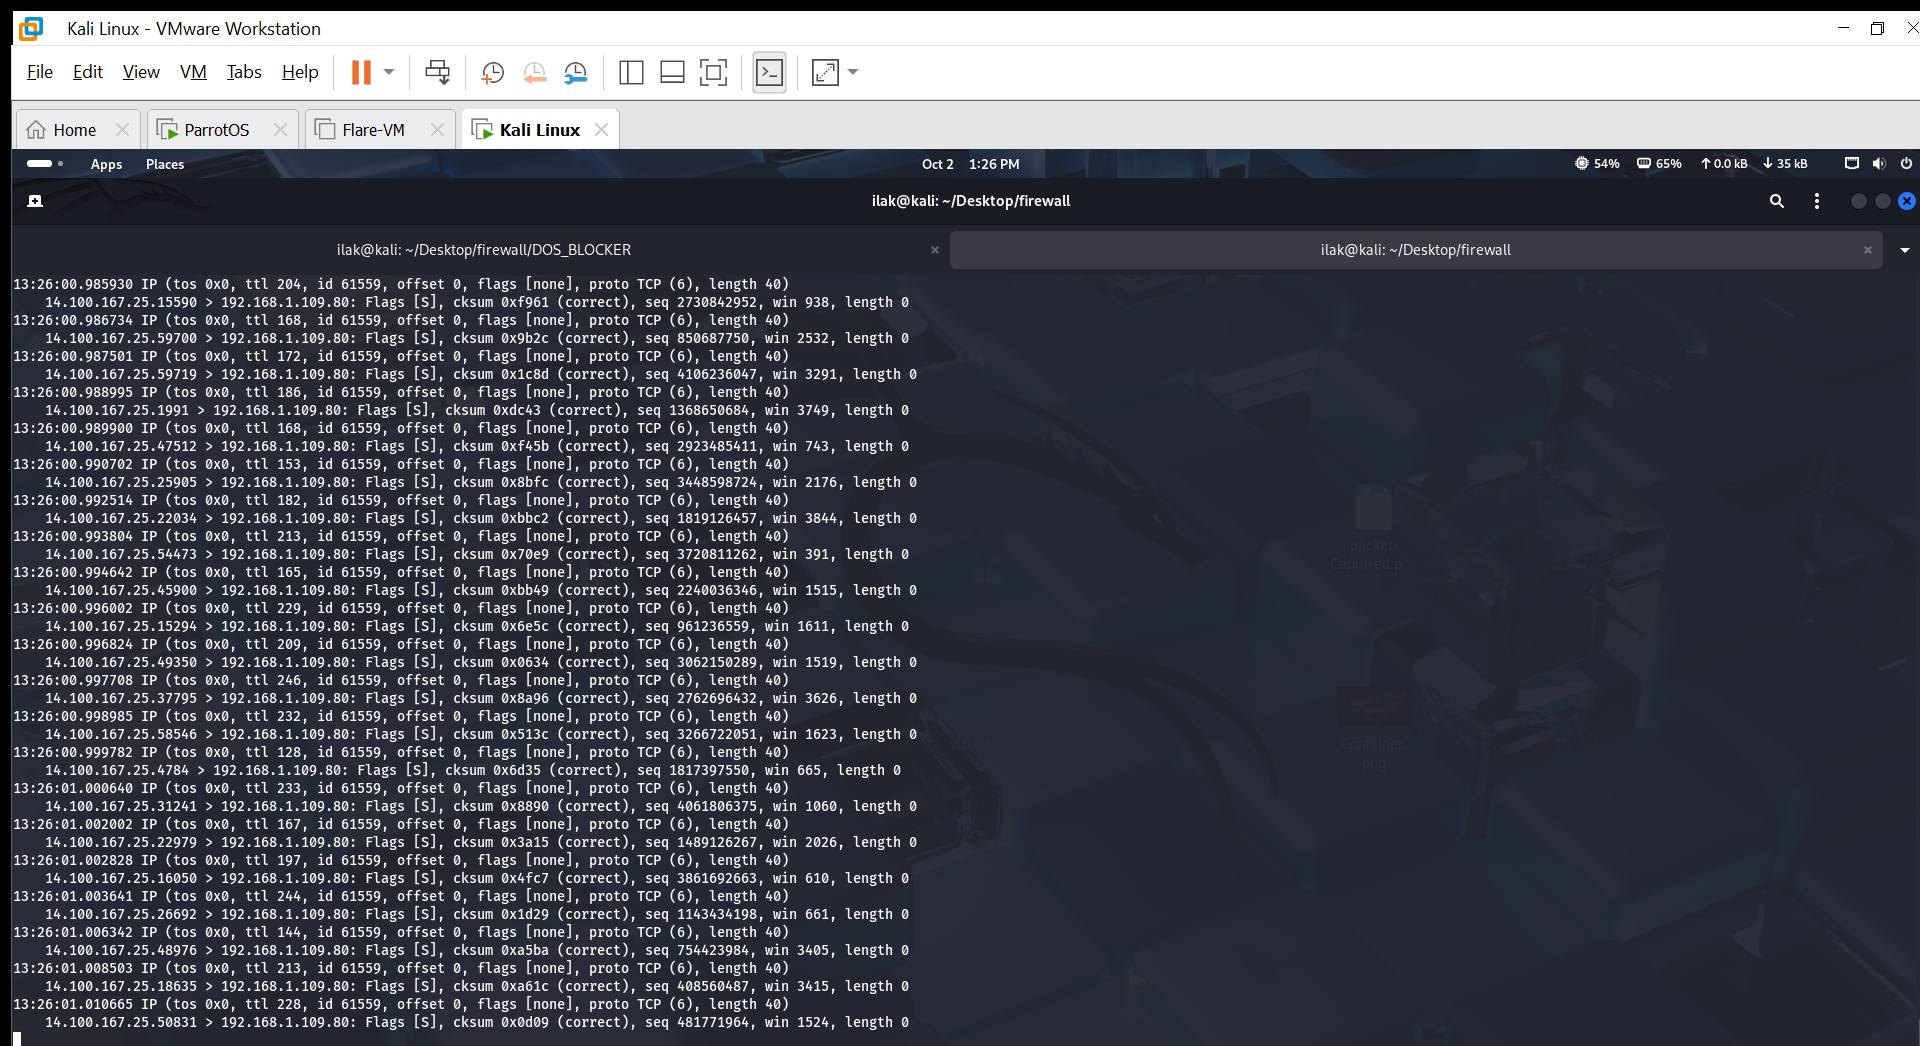 Kali Linux - VMware Workstation
File Edit View VM Tabs Help
Home ParrotOS Flare-VM Kali Linux
Apps Places Oct 2 1:26 PM 54% 65% 0.0 kB 35 kB
ilak@kali: ~/Desktop/firewall
ilak@kali: ~/Desktop/firewall/DOS_BLOCKER ilak@kali: ~/Desktop/firewall
13:26:00.985930 IP (tos 0x0, ttl 204, id 61559, offset 0, flags [none], proto TCP (6), length 40)
14.100.167.25.15590 > 192.168.1.109.80: Flags [S], cksum 0xf961 (correct), seq 2730842952, win 938, length 0
13:26:00.986734 IP (tos 0x0, ttl 168, id 61559, offset 0, flags [none], proto TCP (6), length 40)
14.100.167.25.59700 > 192.168.1.109.80: Flags [S], cksum 0x9b2c (correct), seq 850687750, win 2532, length 0
13:26:00.987501 IP (tos 0x0, ttl 172, id 61559, offset 0, flags [none], proto TCP (6), length 40)
14.100.167.25.59719 > 192.168.1.109.80: Flags [S], cksum 0x1c8d (correct), seq 4106236047, win 3291, length 0
13:26:00.988995 IP (tos 0x0, ttl 186, id 61559, offset 0, flags [none], proto TCP (6), length 40)
14.100.167.25.1991 > 192.168.1.109.80: Flags [S], cksum 0xdc43 (correct), seq 1368650684, win 3749, length 0
13:26:00.989900 IP (tos 0x0, ttl 168, id 61559, offset 0, flags [none], proto TCP (6), length 40)
14.100.167.25.47512 > 192.168.1.109.80: Flags [S], cksum 0xf45b (correct), seq 2923485411, win 743, length 0
13:26:00.990702 IP (tos 0x0, ttl 153, id 61559, offset 0, flags [none], proto TCP (6), length 40)
14.100.167.25.25905 > 192.168.1.109.80: Flags [S], cksum 0x8bfc (correct), seq 3448598724, win 2176, length 0
13:26:00.992514 IP (tos 0x0, ttl 182, id 61559, offset 0, flags [none], proto TCP (6), length 40)
14.100.167.25.22034 > 192.168.1.109.80: Flags [S], cksum 0xbbc2 (correct), seq 1819126457, win 3844, length 0
13:26:00.993804 IP (tos 0x0, ttl 213, id 61559, offset 0, flags [none], proto TCP (6), length 40)
14.100.167.25.54473 > 192.168.1.109.80: Flags [S], cksum 0x70e9 (correct), seq 3720811262, win 391, length 0
13:26:00.994642 IP (tos 0x0, ttl 165, id 61559, offset 0, flags [none], proto TCP (6), length 40)
14.100.167.25.45900 > 192.168.1.109.80: Flags [S], cksum 0xbb49 (correct), seq 2240036346, win 1515, length 0
13:26:00.996002 IP (tos 0x0, ttl 229, id 61559, offset 0, flags [none], proto TCP (6), length 40)
14.100.167.25.15294 > 192.168.1.109.80: Flags [S], cksum 0x6e5c (correct), seq 961236559, win 1611, length 0
13:26:00.996824 IP (tos 0x0, ttl 209, id 61559, offset 0, flags [none], proto TCP (6), length 40)
14.100.167.25.49350 > 192.168.1.109.80: Flags [S], cksum 0x0634 (correct), seq 3062150289, win 1519, length 0
13:26:00.997708 IP (tos 0x0, ttl 246, id 61559, offset 0, flags [none], proto TCP (6), length 40)
14.100.167.25.37795 > 192.168.1.109.80: Flags [S], cksum 0x8a96 (correct), seq 2762696432, win 3626, length 0
13:26:00.998985 IP (tos 0x0, ttl 232, id 61559, offset 0, flags [none], proto TCP (6), length 40)
14.100.167.25.58546 > 192.168.1.109.80: Flags [S], cksum 0x513c (correct), seq 3266722051, win 1623, length 0
13:26:00.999782 IP (tos 0x0, ttl 128, id 61559, offset 0, flags [none], proto TCP (6), length 40)
14.100.167.25.4784 > 192.168.1.109.80: Flags [S], cksum 0x6d35 (correct), seq 1817397550, win 665, length 0
13:26:01.000640 IP (tos 0x0, ttl 233, id 61559, offset 0, flags [none], proto TCP (6), length 40)
14.100.167.25.31241 > 192.168.1.109.80: Flags [S], cksum 0x8890 (correct), seq 4061806375, win 1060, length 0
13:26:01.002002 IP (tos 0x0, ttl 167, id 61559, offset 0, flags [none], proto TCP (6), length 40)
14.100.167.25.22979 > 192.168.1.109.80: Flags [S], cksum 0x3a15 (correct), seq 1489126267, win 2026, length 0
13:26:01.002828 IP (tos 0x0, ttl 197, id 61559, offset 0, flags [none], proto TCP (6), length 40)
14.100.167.25.16050 > 192.168.1.109.80: Flags [S], cksum 0x4fc7 (correct), seq 3861692663, win 610, length 0
13:26:01.003641 IP (tos 0x0, ttl 244, id 61559, offset 0, flags [none], proto TCP (6), length 40)
14.100.167.25.26692 > 192.168.1.109.80: Flags [S], cksum 0x1d29 (correct), seq 1143434198, win 661, length 0
13:26:01.006342 IP (tos 0x0, ttl 144, id 61559, offset 0, flags [none], proto TCP (6), length 40)
14.100.167.25.48976 > 192.168.1.109.80: Flags [S], cksum 0xa5ba (correct), seq 754423984, win 3405, length 0
13:26:01.008503 IP (tos 0x0, ttl 213, id 61559, offset 0, flags [none], proto TCP (6), length 40)
14.100.167.25.18635 > 192.168.1.109.80: Flags [S], cksum 0xa61c (correct), seq 408560487, win 3415, length 0
13:26:01.010665 IP (tos 0x0, ttl 228, id 61559, offset 0, flags [none], proto TCP (6), length 40)
14.100.167.25.50831 > 192.168.1.109.80: Flags [S], cksum 0x0d09 (correct), seq 481771964, win 1524, length 0
packet-
Caputred.p...
victim
Container.
png